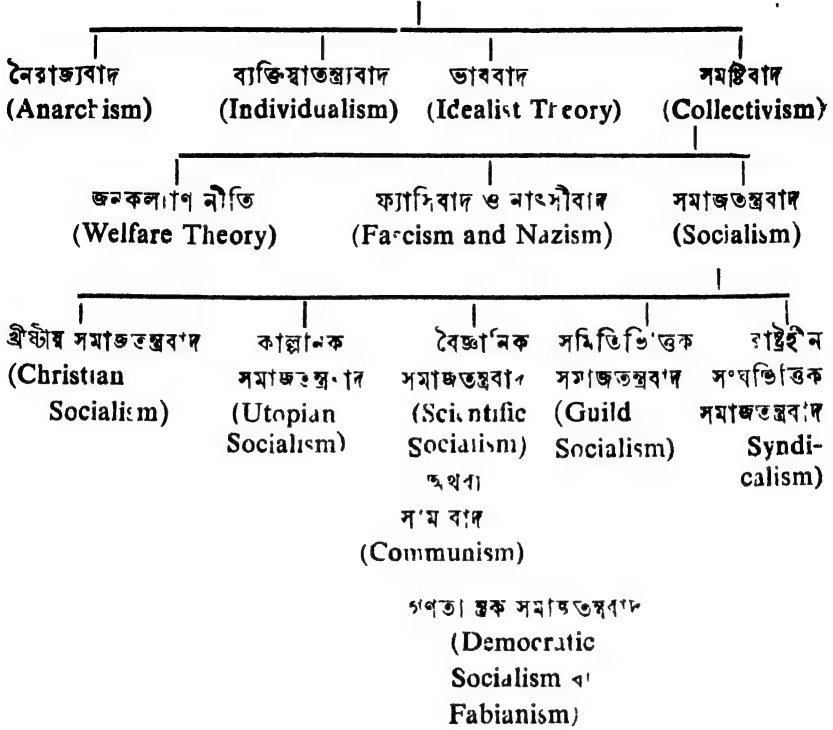 নৈরাজ্যবাদ ব্যক্তিস্বাতন্ত্র্যবাদ ভাববাদ সমষ্টিবাদ
(Anarchism) (Individualism) (Idealist Theory) (Collectivism)
জনকল্যাণ নীতি ফ্যাসিবাদ ও নাৎসীবাদ সমাজতন্ত্রবাদ
(Welfare Theory) (Fascism and Nazism) (Socialism)
খ্রীষ্টীয় সমাজতন্ত্রবাদ কাল্পনিক বৈজ্ঞানিক সমিতিভিত্তিক রাষ্ট্রহীন
(Christian সমাজতন্ত্রবাদ সমাজতন্ত্রবাদ সমাজতন্ত্রবাদ সংঘভিত্তিক
Socialism) (Utopian (Scientific (Guild সমাজতন্ত্রবাদ
Socialism) Socialism) Socialism) Syndi-
অথবা calism)
সাম্যবাদ
(Communism)
গণতান্ত্রিক সমাজতন্ত্রবাদ
(Democratic
Socialism বা
Fabianism)